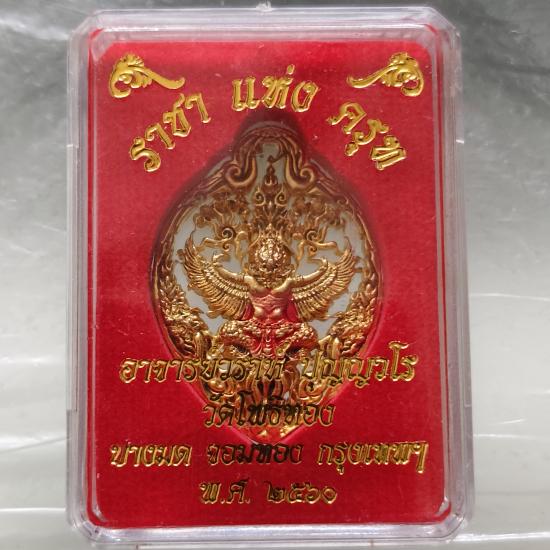 ราชา แห่ง ครุฑ
อาจารย์วราห์ ปุญญวโร
วัดโพธิทอง
บางมด จอมทอง กรุงเทพฯ
พ.ศ. ๒๕๖๐